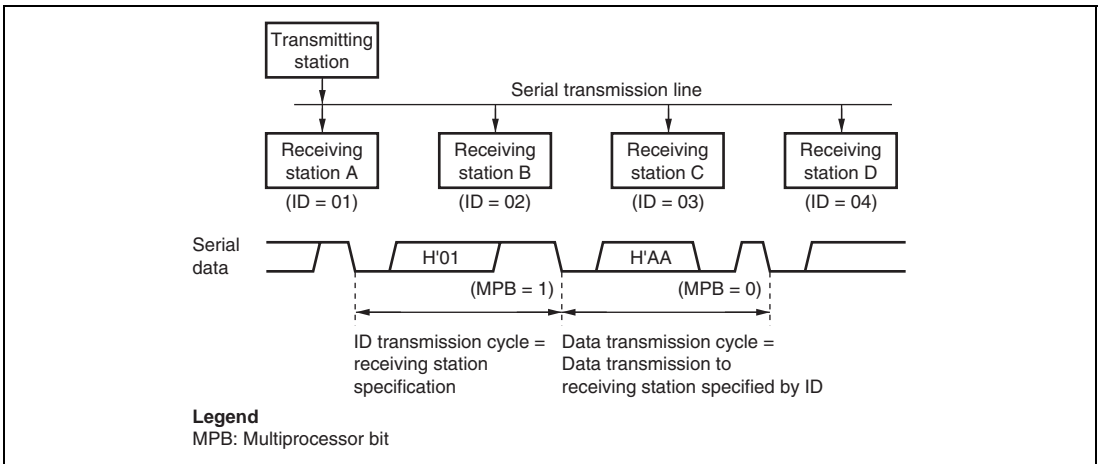 Transmitting
station
Serial transmission line
Receiving
station A
Receiving
station B
Receiving
station C
Receiving
station D
(ID = 01)
(ID = 02)
(ID = 03)
(ID = 04)
Serial
data
H'01
H'AA
(MPB = 1)
(MPB = 0)
ID transmission cycle =
receiving station
specification
Data transmission cycle =
Data transmission to
receiving station specified by ID
Legend
MPB: Multiprocessor bit